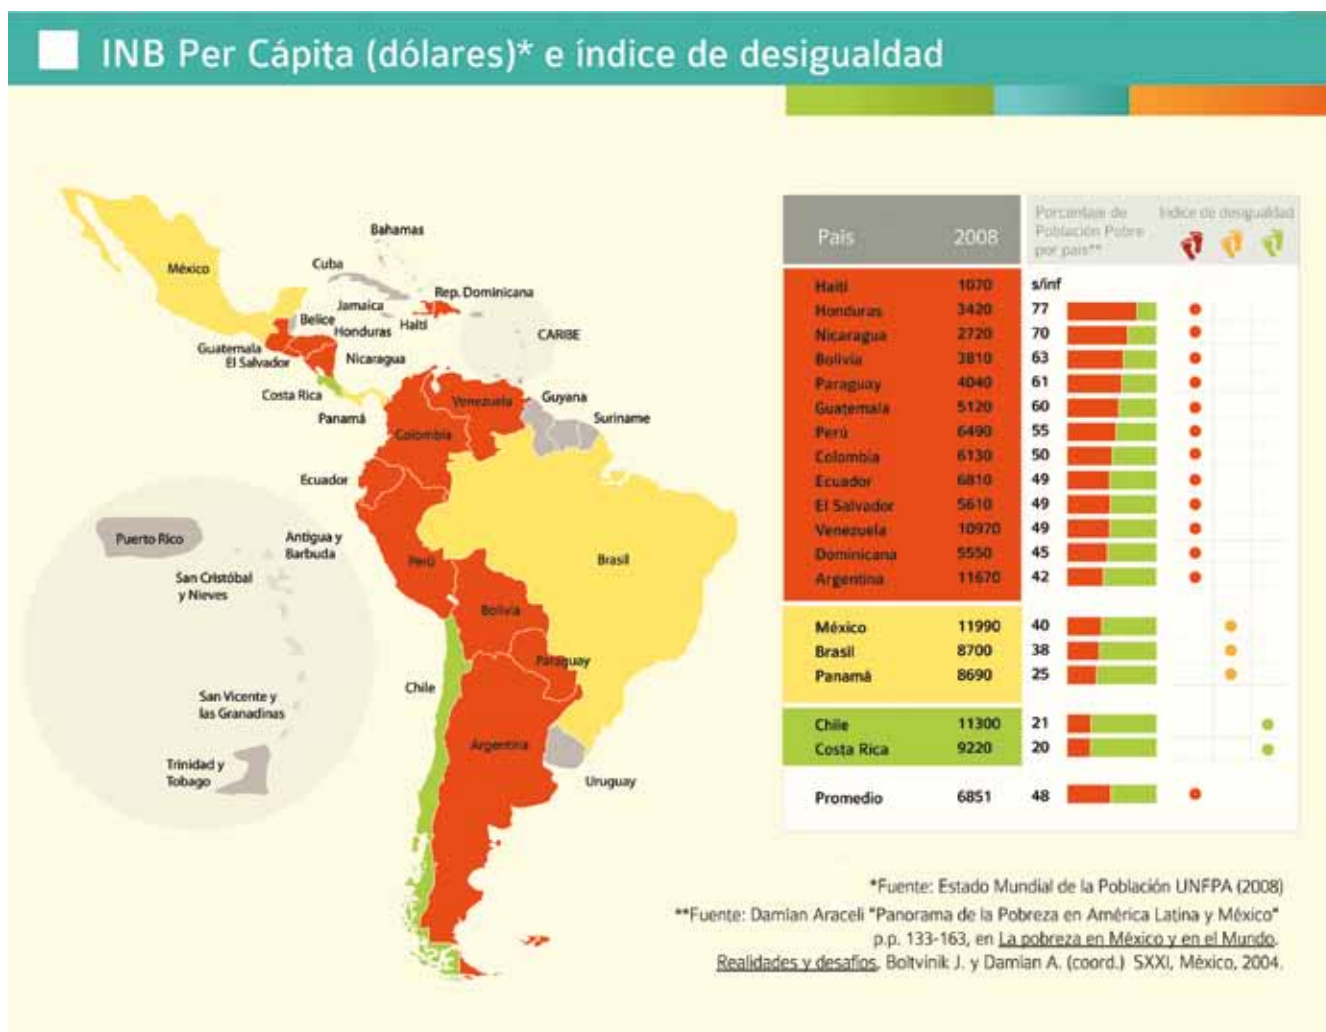 INB Per Cápita (dólares)* e índice de desigualdad
Bahamas
México
Cuba
Rep. Dominicana
Jamaica
Belice
Honduras
Haití
CARIBE
Guatemala
El Salvador
Nicaragua
Costa Rica
Venezuela
Guyana
Panamá
Suriname
Colombia
Ecuador
Puerto Rico
Antigua y
Barbuda
Brasil
Perú
San Cristóbal
y Nieves
Bolivia
Paraguay
Chile
San Vicente y
las Granadinas
Argentina
Trinidad y
Tobago
Uruguay
País 2008 Porcentaje de Población Pobre por país** Indice de desigualdad
Haití 1070 s/inf
Honduras 3420 77
Nicaragua 2720 70
Bolivia 3810 63
Paraguay 4040 61
Guatemala 5120 60
Perú 6490 55
Colombia 6130 50
Ecuador 6810 49
El Salvador 5610 49
Venezuela 10970 49
Dominicana 5550 45
Argentina 11670 42
México 11990 40
Brasil 8700 38
Panamá 8690 25
Chile 11300 21
Costa Rica 9220 20
Promedio 6851 48
*Fuente: Estado Mundial de la Población UNFPA (2008)
**Fuente: Damian Araceli "Panorama de la Pobreza en América Latina y México"
p.p. 133-163, en La pobreza en México y en el Mundo.
Realidades y desafios, Boltvinik J. y Damian A. (coord.) SXXI, México, 2004.